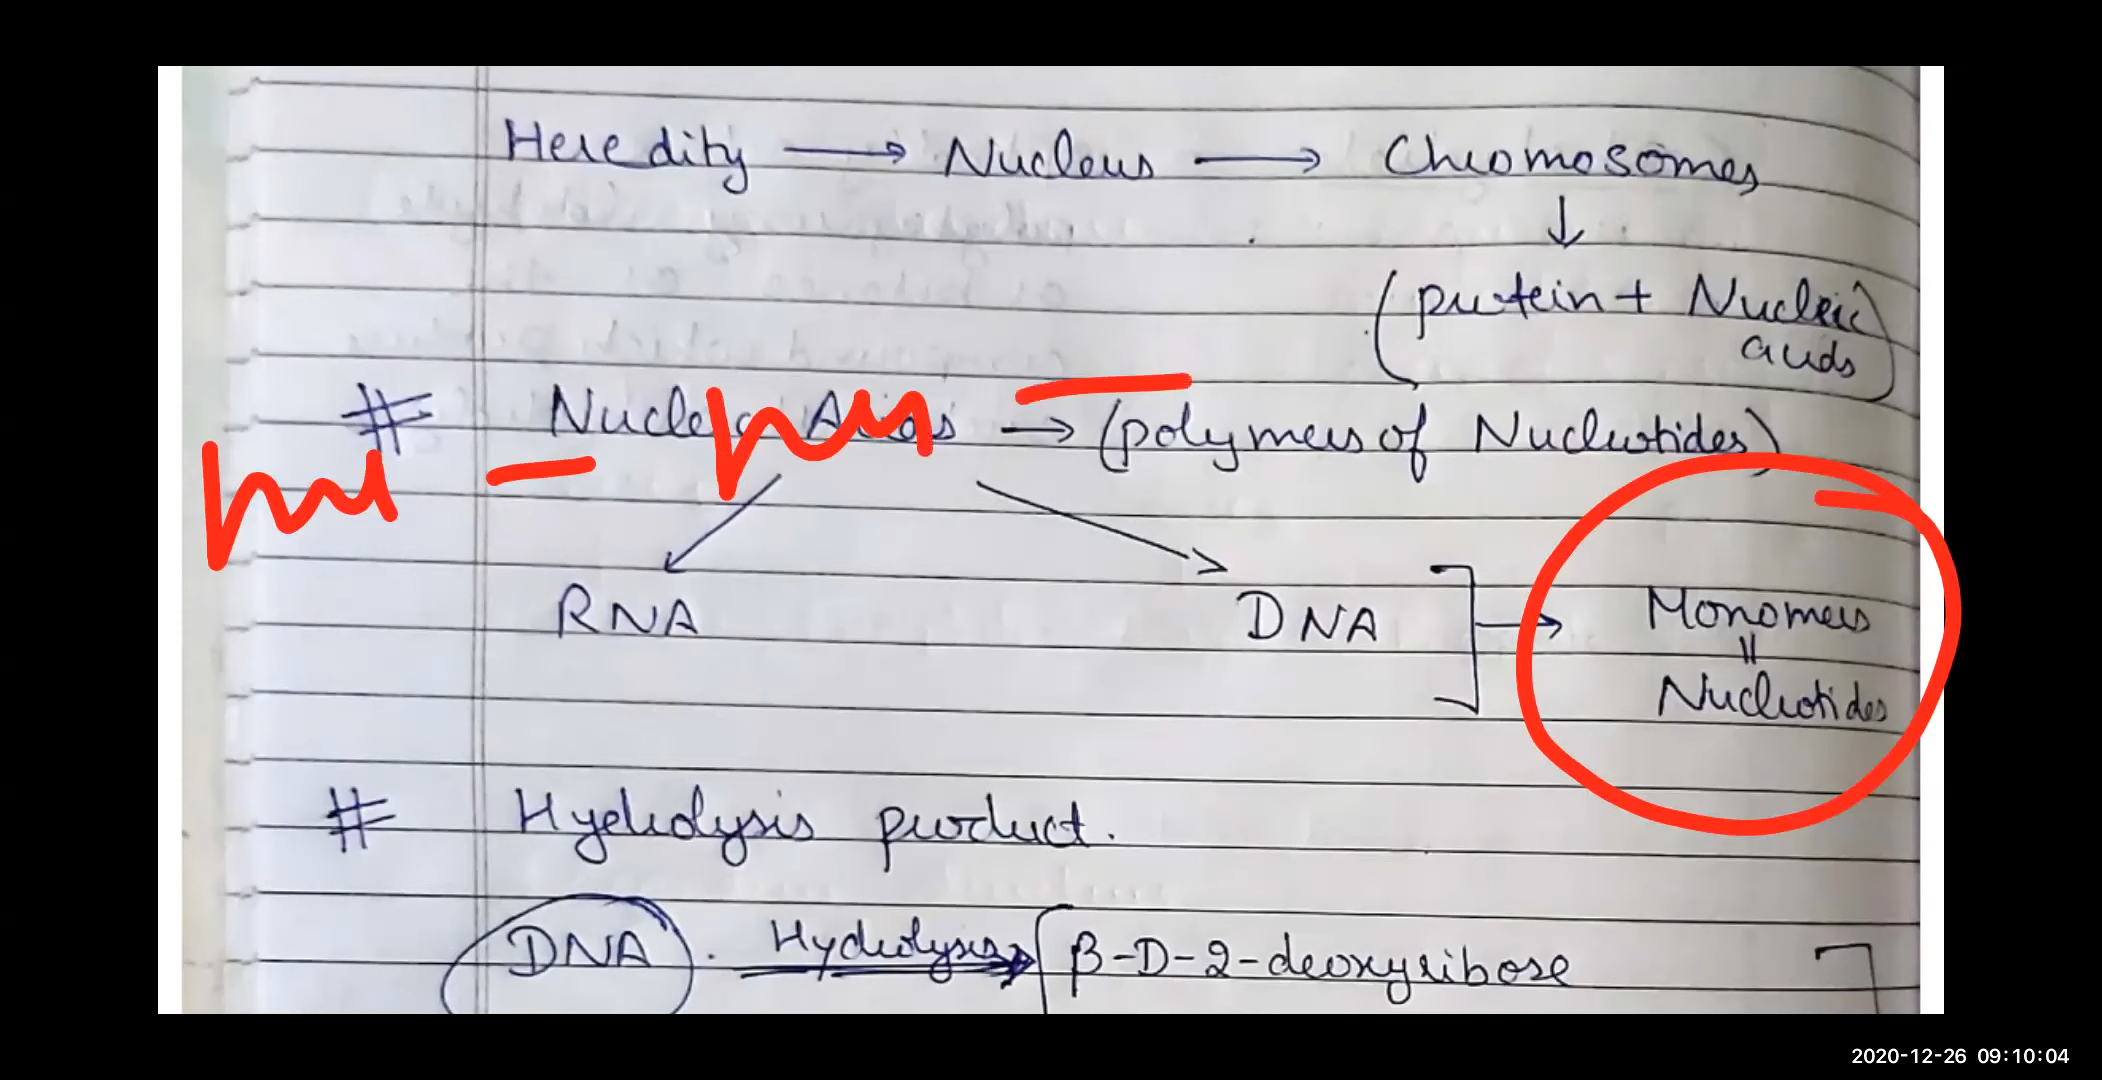 Heredity → Nucleus → Chromosomes
↓
(protein + Nucleic
acids)
# Nucleic Acids → (polymers of Nucleotides)
RNA DNA ] → Monomers
=
Nucleotides
# Hydrolysis product.
DNA . Hydrolysis → [ β-D-2-deoxyribose ]
2020-12-26 09:10:04